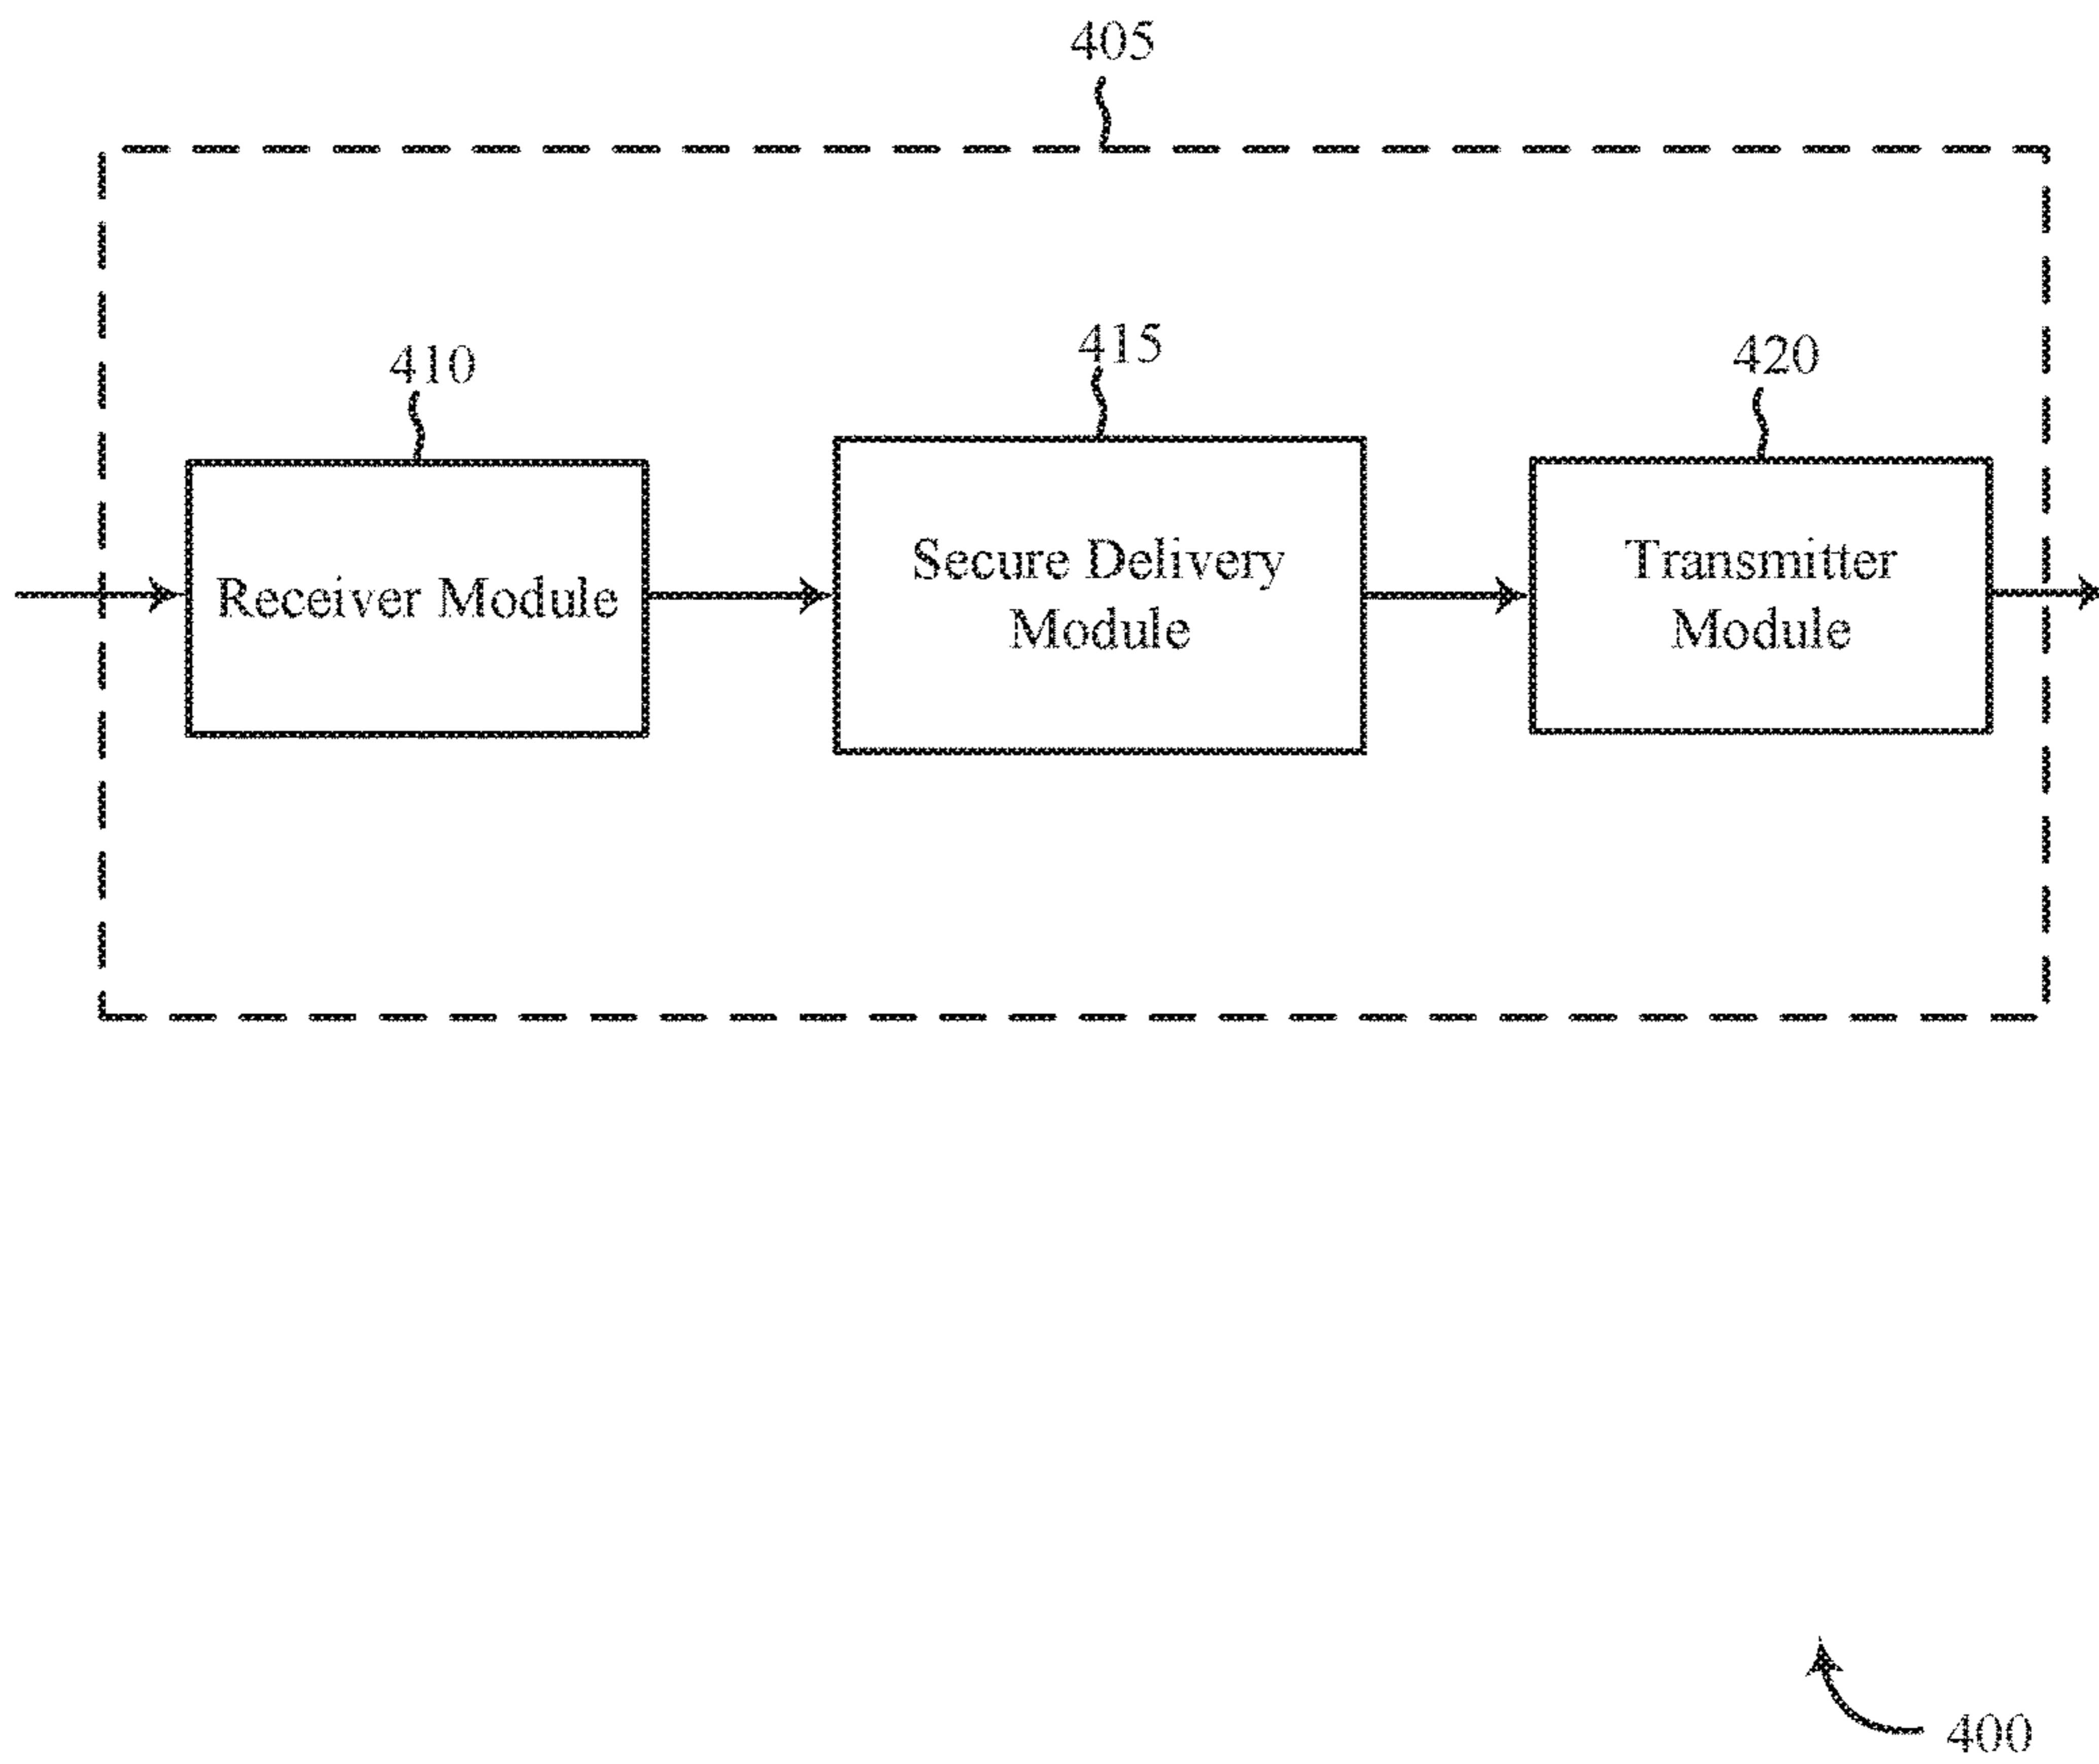 405
410
415
420
Receiver Module
Secure Delivery
Module
Transmitter
Module
400